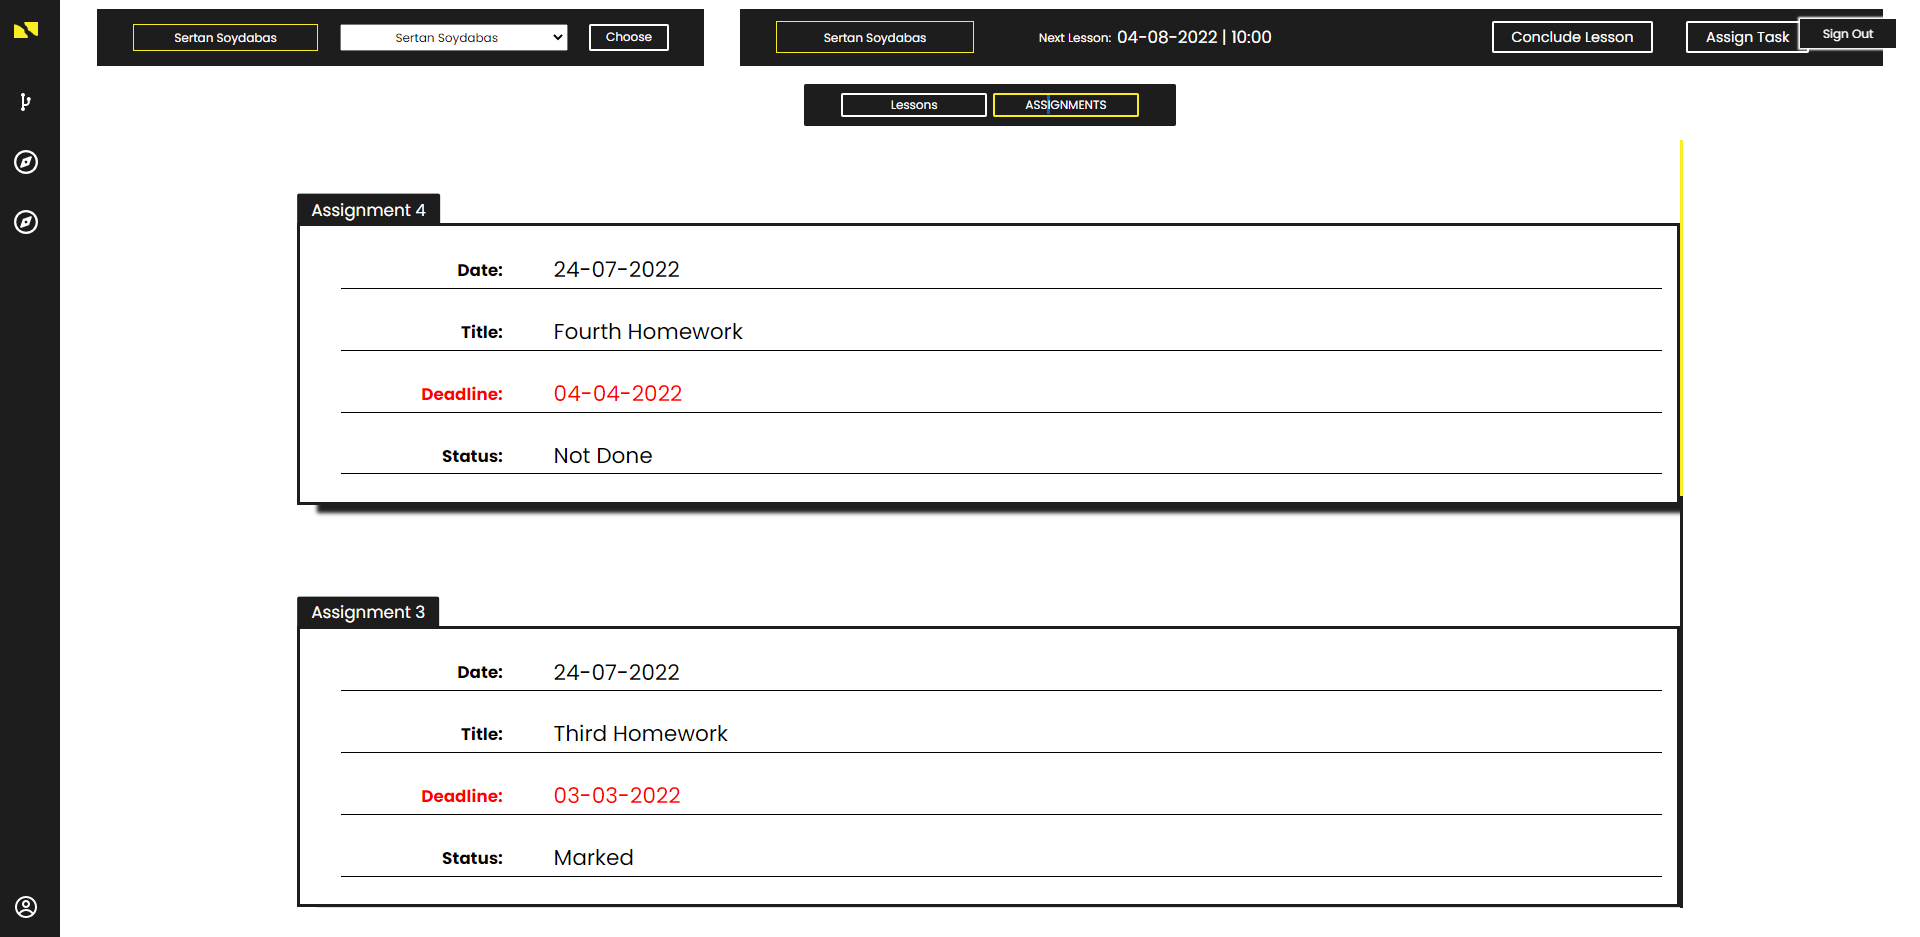 Sertan Soydabas
Sertan Soydabas
Choose
Sertan Soydabas
Next Lesson: 04-08-2022 | 10:00
Conclude Lesson
Assign Task
Sign Out
Lessons
ASSIGNMENTS
Assignment 4
Date: 24-07-2022
Title: Fourth Homework
Deadline: 04-04-2022
Status: Not Done
Assignment 3
Date: 24-07-2022
Title: Third Homework
Deadline: 03-03-2022
Status: Marked